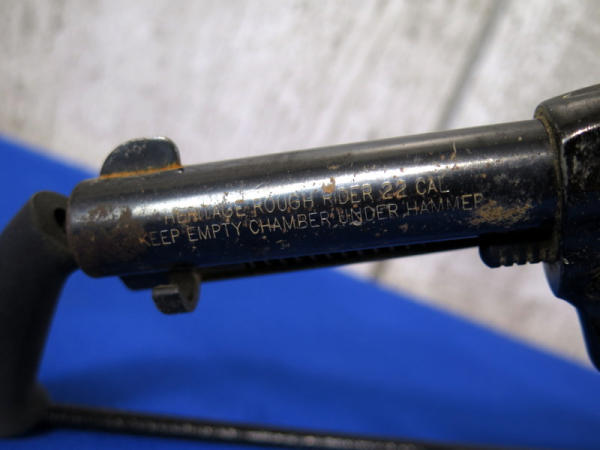 HERITAGE ROUGH RIDER 22 CAL
KEEP EMPTY CHAMBER UNDER HAMMER